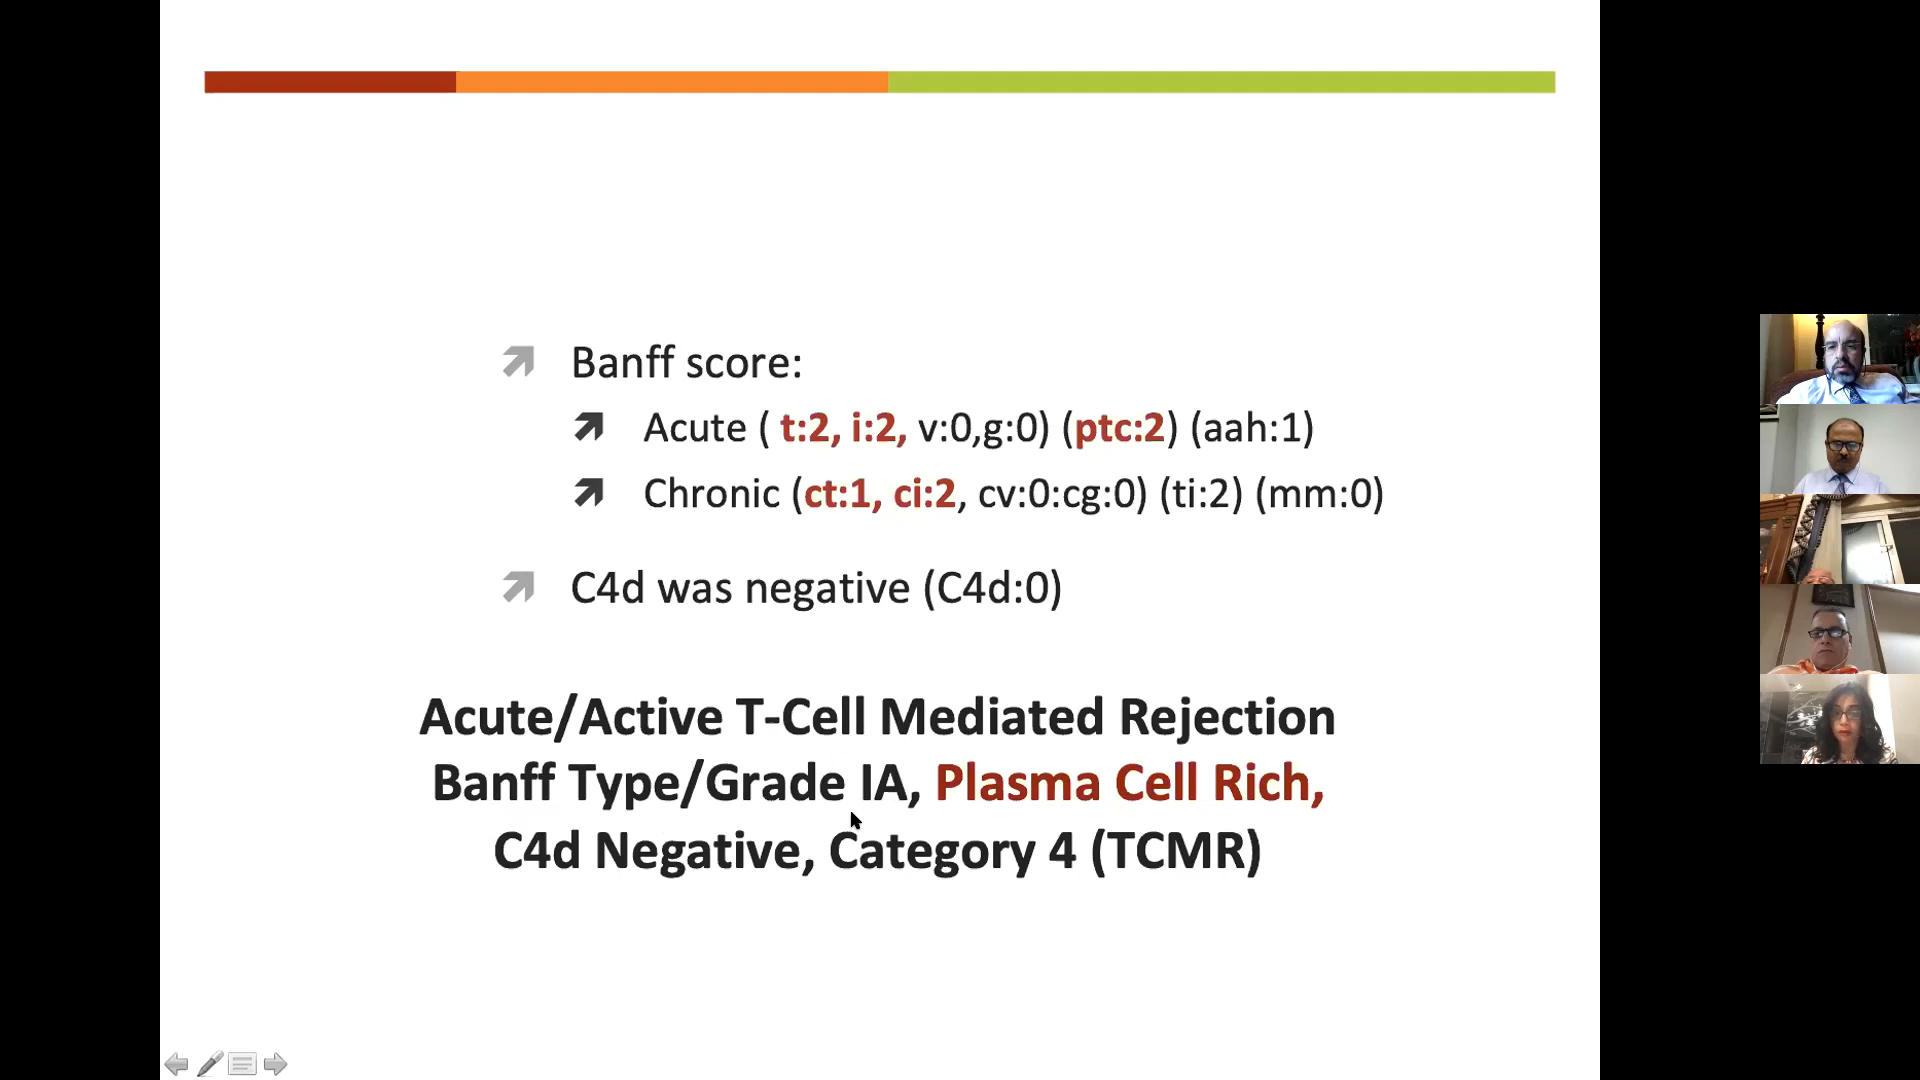 Banff score:
Acute ( t:2, i:2, v:0,g:0) (ptc:2) (aah:1)
Chronic (ct:1, ci:2, cv:0:cg:0) (ti:2) (mm:0)
C4d was negative (C4d:0)
Acute/Active T-Cell Mediated Rejection
Banff Type/Grade IA, Plasma Cell Rich,
C4d Negative, Category 4 (TCMR)